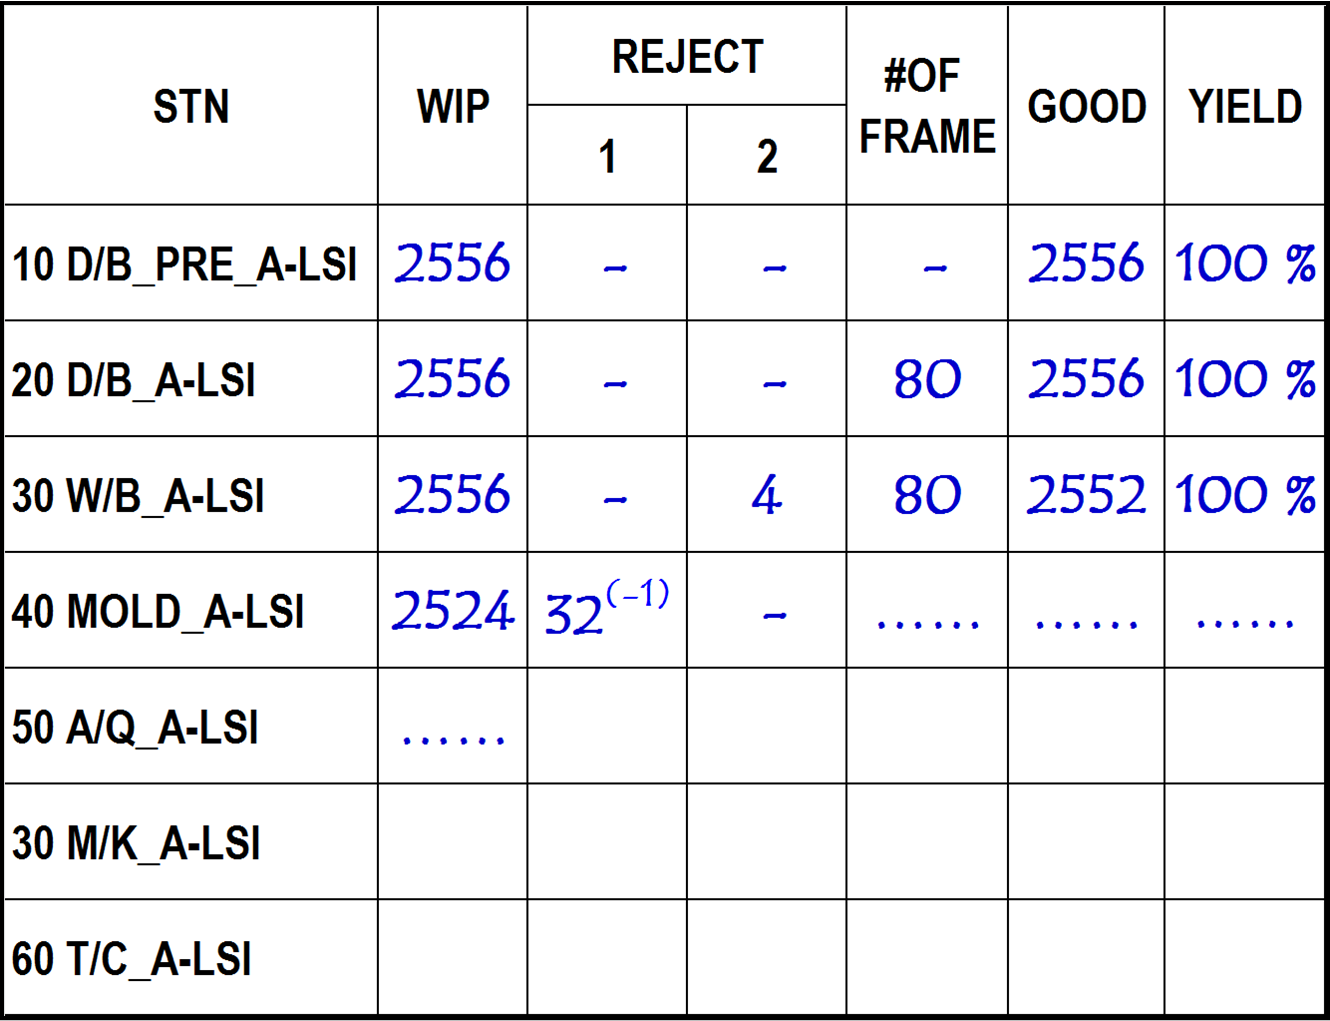 STN WIP REJECT #OF FRAME GOOD YIELD
1 2
10 D/B_PRE_A-LSI 2556 - - - 2556 100 %
20 D/B_A-LSI 2556 - - 80 2556 100 %
30 W/B_A-LSI 2556 - 4 80 2552 100 %
40 MOLD_A-LSI 2524 32(-1) - ...... ...... ......
50 A/Q_A-LSI ......
30 M/K_A-LSI
60 T/C_A-LSI